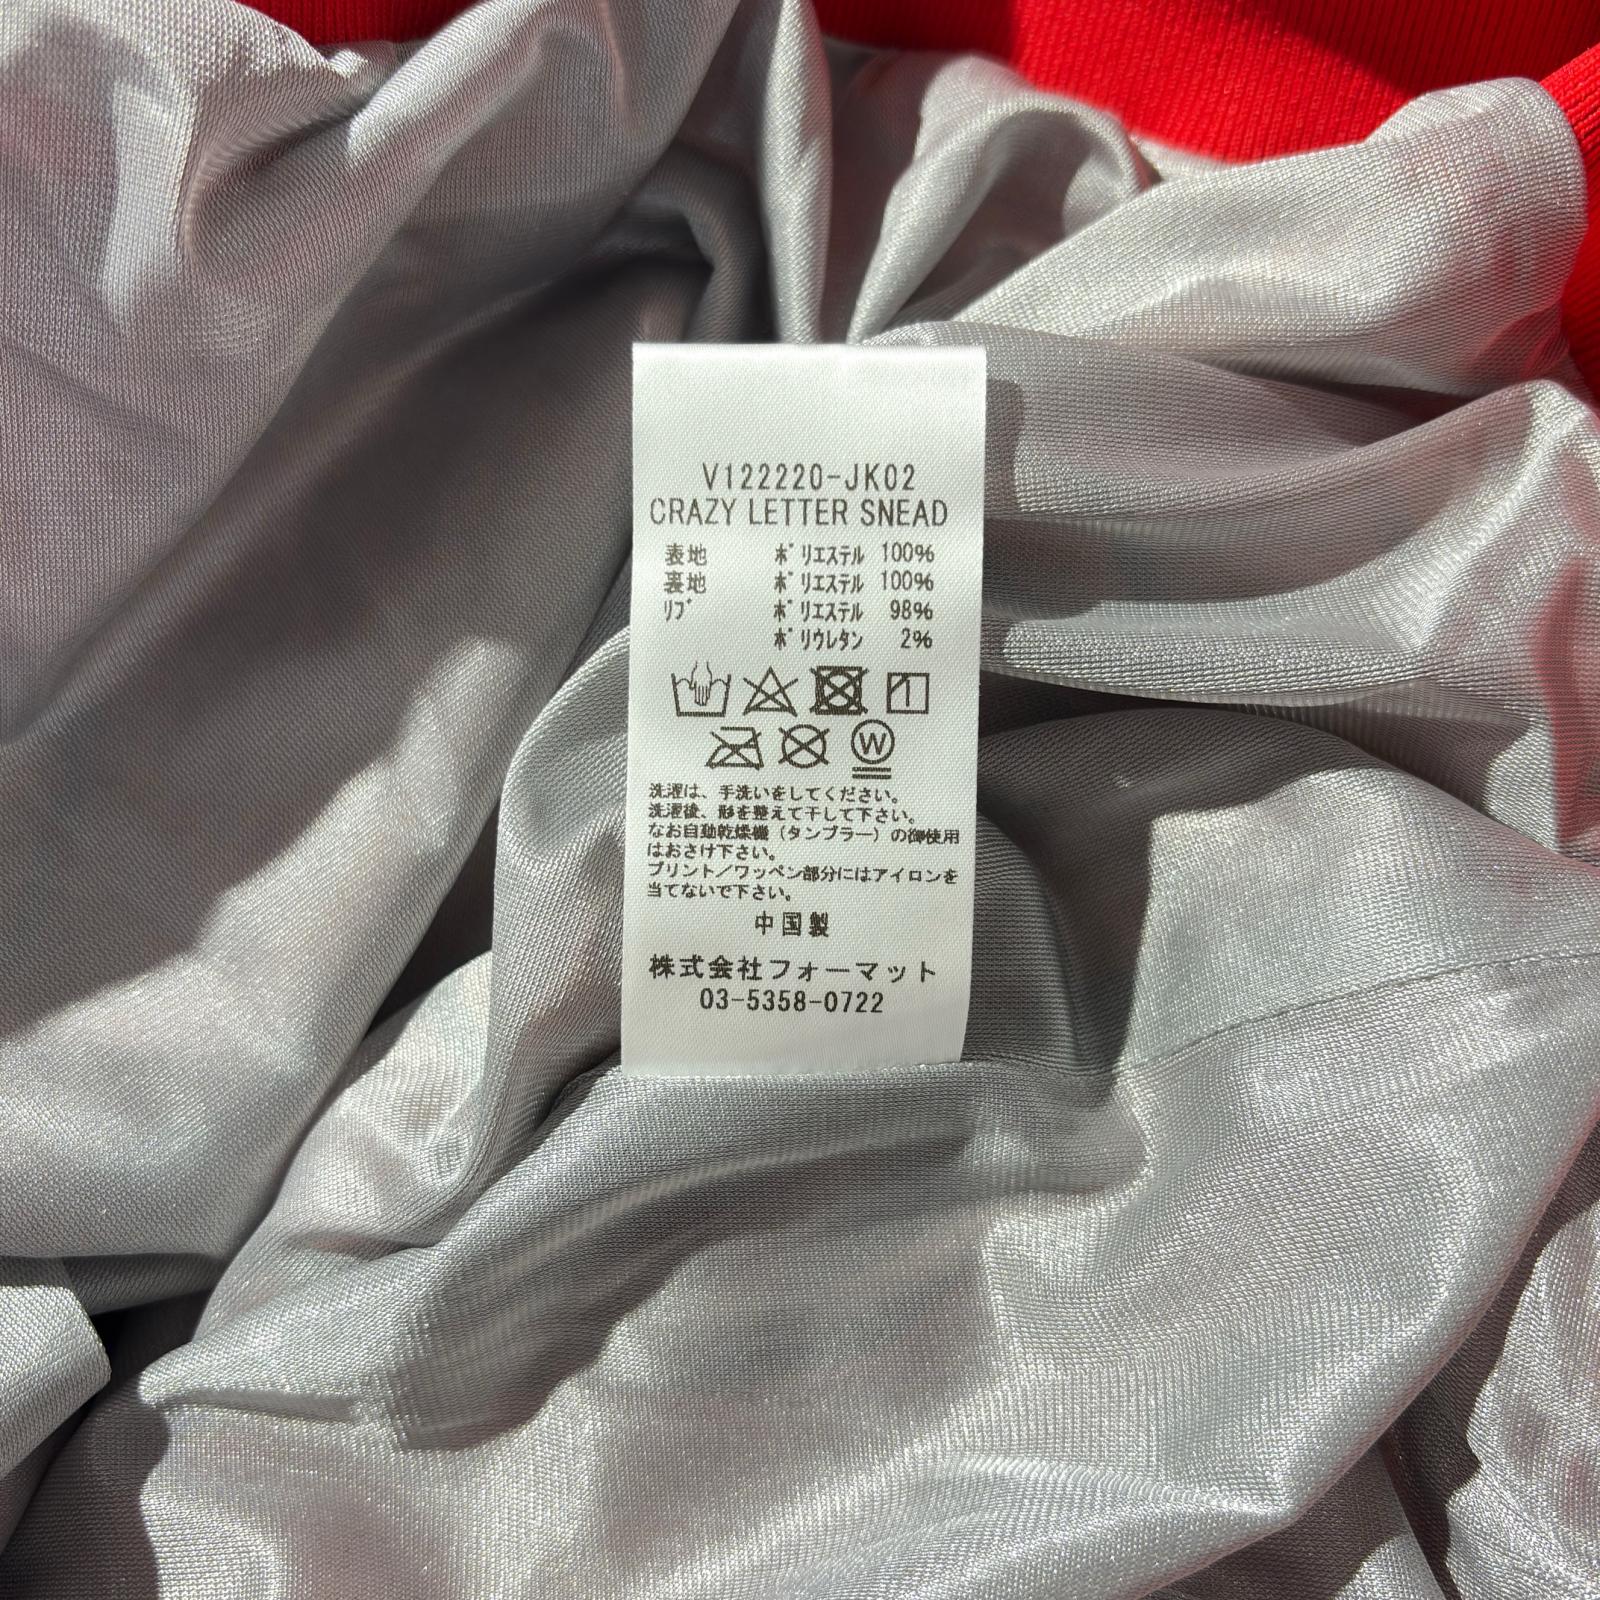 V122220-JK02
CRAZY LETTER SNEAD
表地 ポリエステル 100%
裏地 ポリエステル 100%
リブ ポリエステル 98%
ポリウレタン 2%
W
洗濯は、手洗いをしてください。
洗濯後、形を整えて干して下さい。
なお自動乾燥機(タンブラー)の御使用
はおさけ下さい。
プリント/ワッペン部分にはアイロンを
当てないで下さい。
中国製
株式会社フォーマット
03-5358-0722